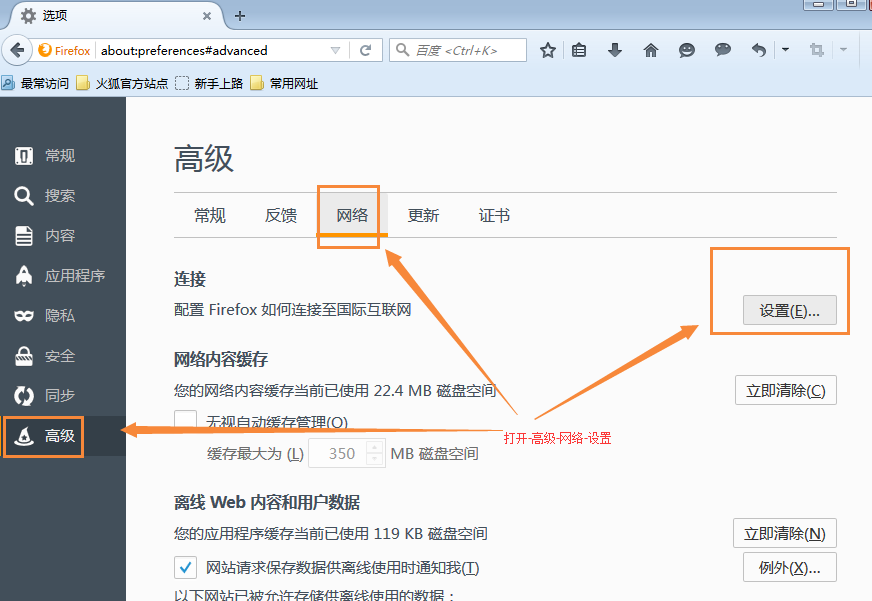 选项
Firefox
about:preferences#advanced
百度 <Ctrl+K>
最常访问 火狐官方站点 新手上路 常用网址
常规
搜索
内容
应用程序
隐私
安全
同步
高级
高级
常规 反馈 网络 更新 证书
连接
配置 Firefox 如何连接至国际互联网
设置(E)...
网络内容缓存
您的网络内容缓存当前已使用 22.4 MB 磁盘空间
立即清除(C)
无视自动缓存管理(O)
打开-高级-网络-设置
缓存最大为 (L) 350 MB 磁盘空间
离线 Web 内容和用户数据
您的应用程序缓存当前已使用 119 KB 磁盘空间
立即清除(N)
网站请求保存数据供离线使用时通知我(T)
例外(X)...
以下网站已被允许存储供离线使用的数据：